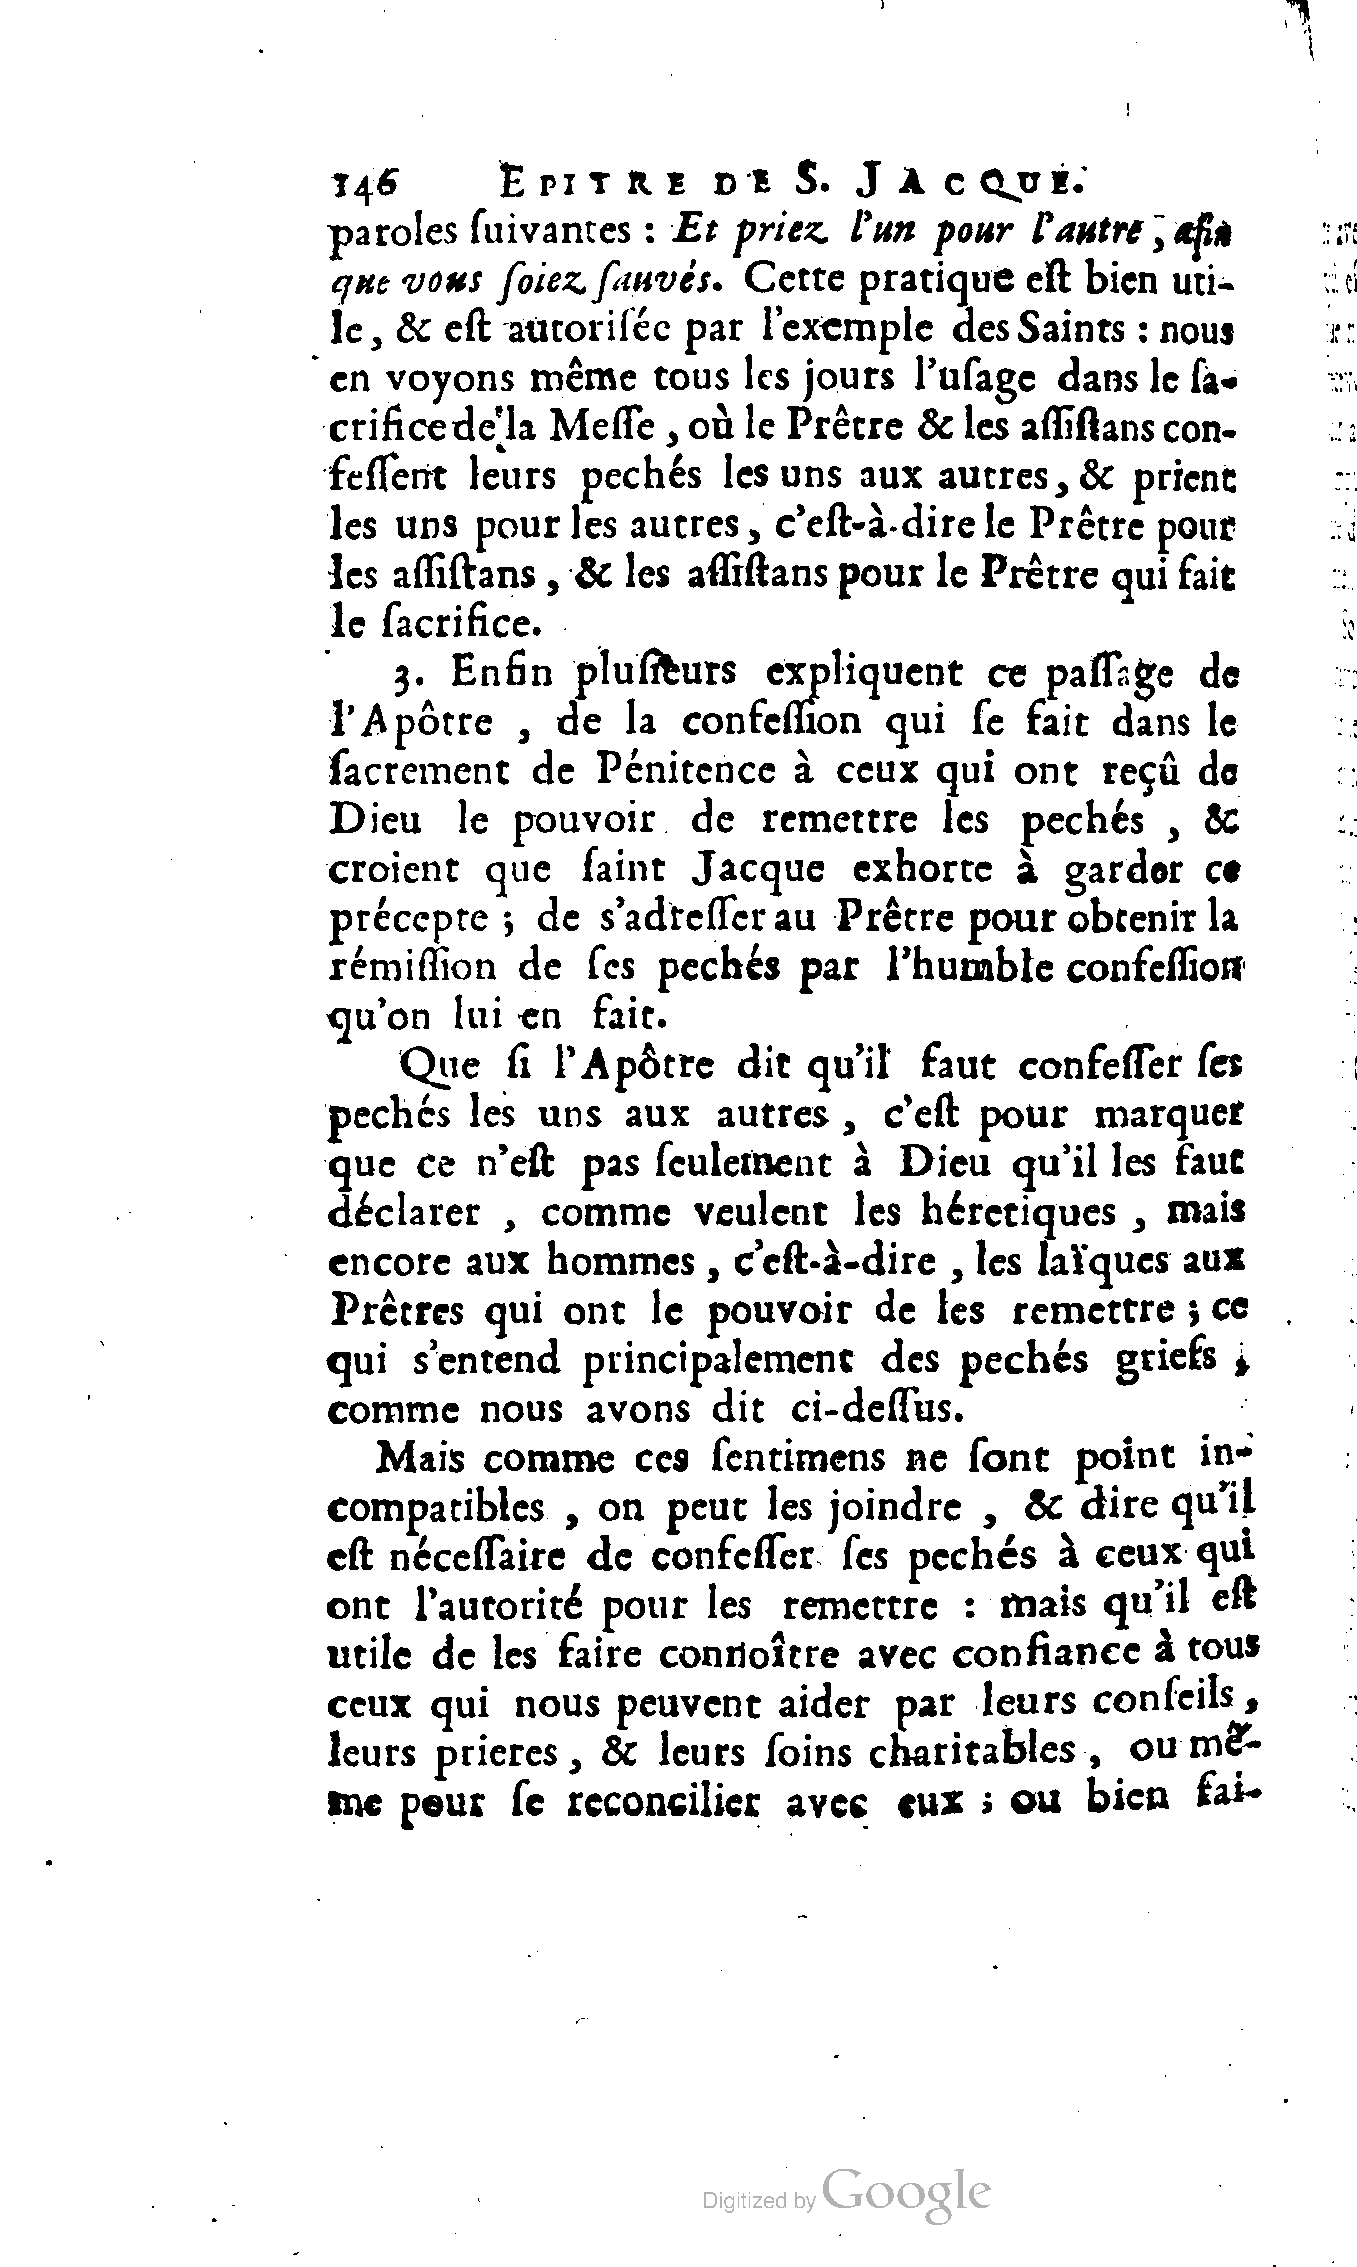 146 EPITRE DE S. JACQUE.
paroles ſuivantes : Et priez l'un pour l'autre, afin
que vous ſoiez ſauvés. Cette pratique eſt bien uti-
le, & eſt autoriſée par l'exemple des Saints : nous
en voyons même tous les jours l'uſage dans le ſa-
crifice de la Meſſe, où le Prêtre & les aſſiſtans con-
feſſent leurs pechés les uns aux autres, & prient
les uns pour les autres, c'eſt-à-dire le Prêtre pour
les aſſiſtans, & les aſſiſtans pour le Prêtre qui fait
le ſacrifice.
3. Enfin pluſieurs expliquent ce paſſage de
l'Apôtre, de la confeſſion qui ſe fait dans le
ſacrement de Pénitence à ceux qui ont reçû de
Dieu le pouvoir de remettre les pechés, &
croient que ſaint Jacque exhorte à garder ce
précepte ; de s'adreſſer au Prêtre pour obtenir la
rémiſſion de ſes pechés par l'humble confeſſion
qu'on lui en fait.
Que ſi l'Apôtre dit qu'il faut confeſſer ſes
pechés les uns aux autres, c'eſt pour marquer
que ce n'eſt pas ſeulement à Dieu qu'il les faut
déclarer, comme veulent les héretiques, mais
encore aux hommes, c'eſt-à-dire, les laïques aux
Prêtres qui ont le pouvoir de les remettre ; ce
qui s'entend principalement des pechés griefs,
comme nous avons dit ci-deſſus.
Mais comme ces ſentimens ne ſont point in-
compatibles, on peut les joindre, & dire qu'il
eſt néceſſaire de confeſſer ſes pechés à ceux qui
ont l'autorité pour les remettre : mais qu'il eſt
utile de les faire connoître avec confiance à tous
ceux qui nous peuvent aider par leurs conſeils,
leurs prieres, & leurs ſoins charitables, ou mê-
me pour ſe reconcilier avec eux ; ou bien fai-
Digitized by Google